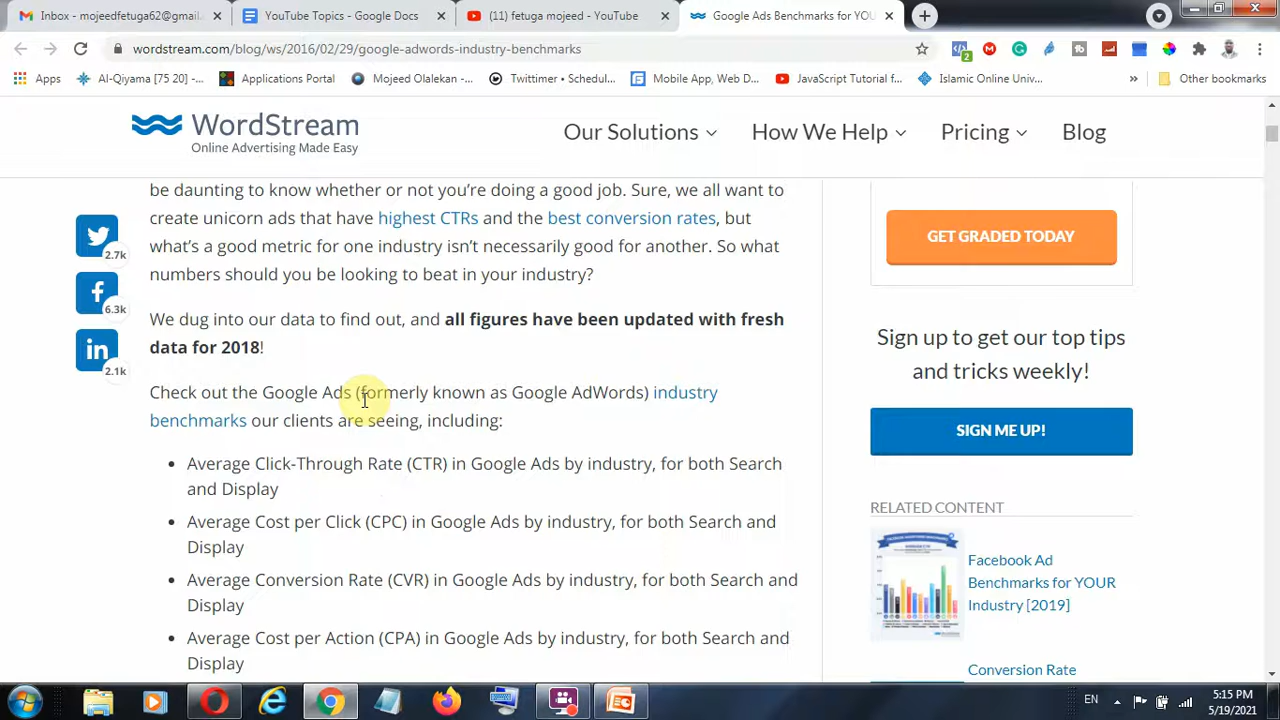 Inbox - mojeedfetuga62@gmail.
YouTube Topics - Google Docs
(11) fetuga mojeed - YouTube
Google Ads Benchmarks for YOU
wordstream.com/blog/ws/2016/02/29/google-adwords-industry-benchmarks
2
Apps
Al-Qiyama [75 20] -...
Applications Portal
Mojeed Olalekan...
Twittimer • Schedul...
Mobile App, Web D...
JavaScript Tutorial f...
Islamic Online Univ...
»
Other bookmarks
WordStream
Online Advertising Made Easy
Our Solutions
How We Help
Pricing
Blog
be daunting to know whether or not you're doing a good job. Sure, we all want to
create unicorn ads that have highest CTRs and the best conversion rates, but
what's a good metric for one industry isn't necessarily good for another. So what
numbers should you be looking to beat in your industry?
We dug into our data to find out, and all figures have been updated with fresh
data for 2018!
Check out the Google Ads (formerly known as Google AdWords) industry
benchmarks our clients are seeing, including:
• Average Click-Through Rate (CTR) in Google Ads by industry, for both Search
and Display
• Average Cost per Click (CPC) in Google Ads by industry, for both Search and
Display
• Average Conversion Rate (CVR) in Google Ads by industry, for both Search and
Display
• Average Cost per Action (CPA) in Google Ads by industry, for both Search and
Display
2.7k
6.3k
2.1k
GET GRADED TODAY
Sign up to get our top tips
and tricks weekly!
SIGN ME UP!
RELATED CONTENT
Facebook Ad
Benchmarks for YOUR
Industry [2019]
Conversion Rate
EN
5:15 PM
5/19/2021